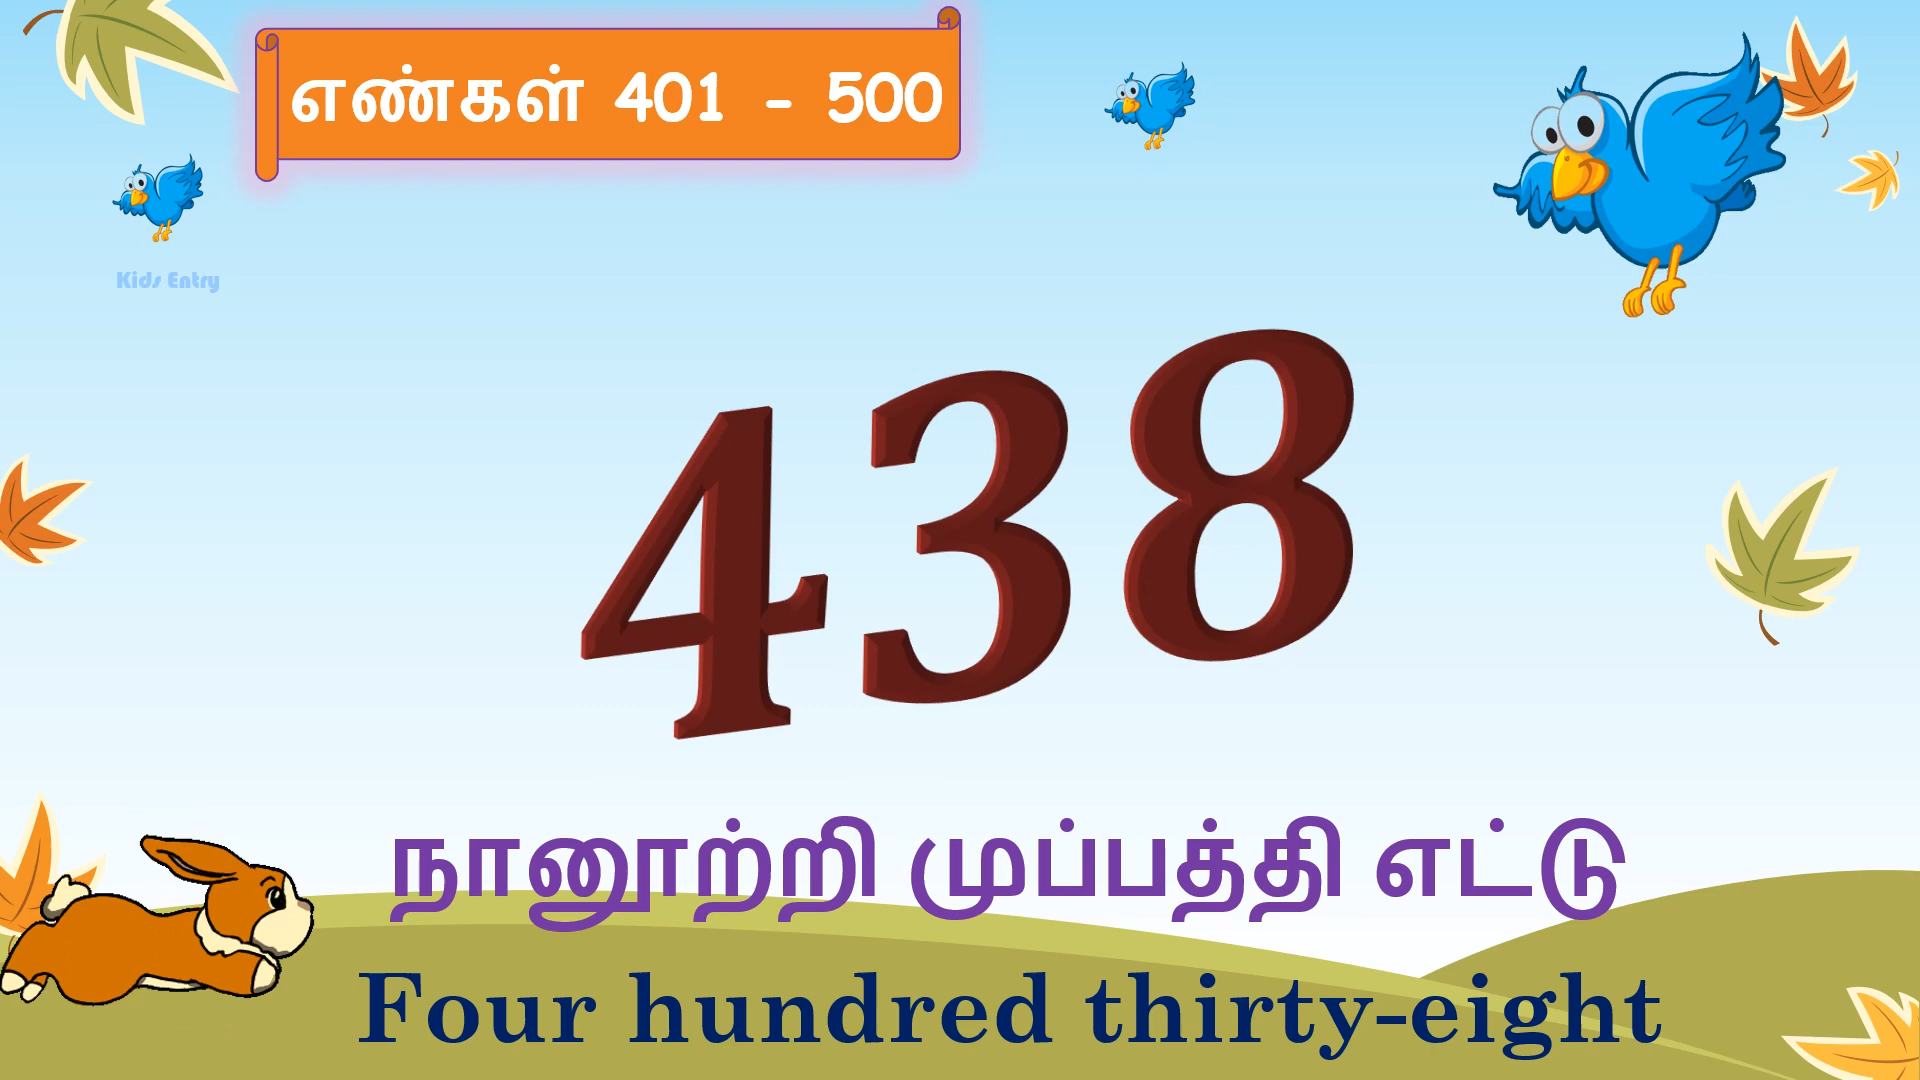 எண்கள் 401 - 500
Kids Entry
438
நானூற்றி முப்பத்தி எட்டு
Four hundred thirty-eight